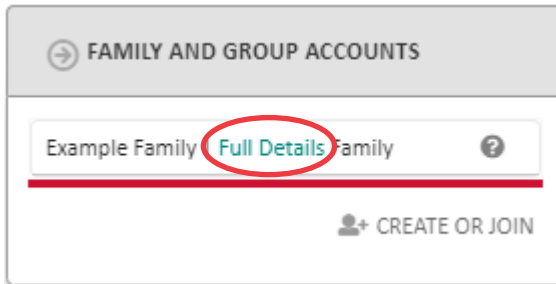 FAMILY AND GROUP ACCOUNTS
Example Family Full Details Family
CREATE OR JOIN